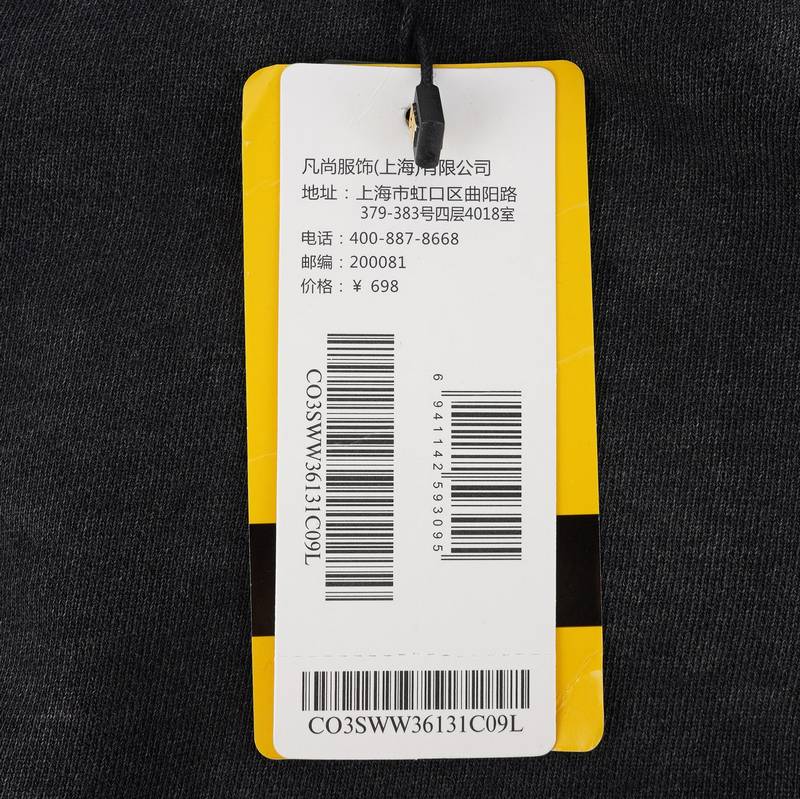 凡尚服饰(上海)有限公司
地址：上海市虹口区曲阳路
379-383号四层4018室
电话：400-887-8668
邮编：200081
价格：￥ 698
CO3SWW36131C09L
6 941142 593095
CO3SWW36131C09L